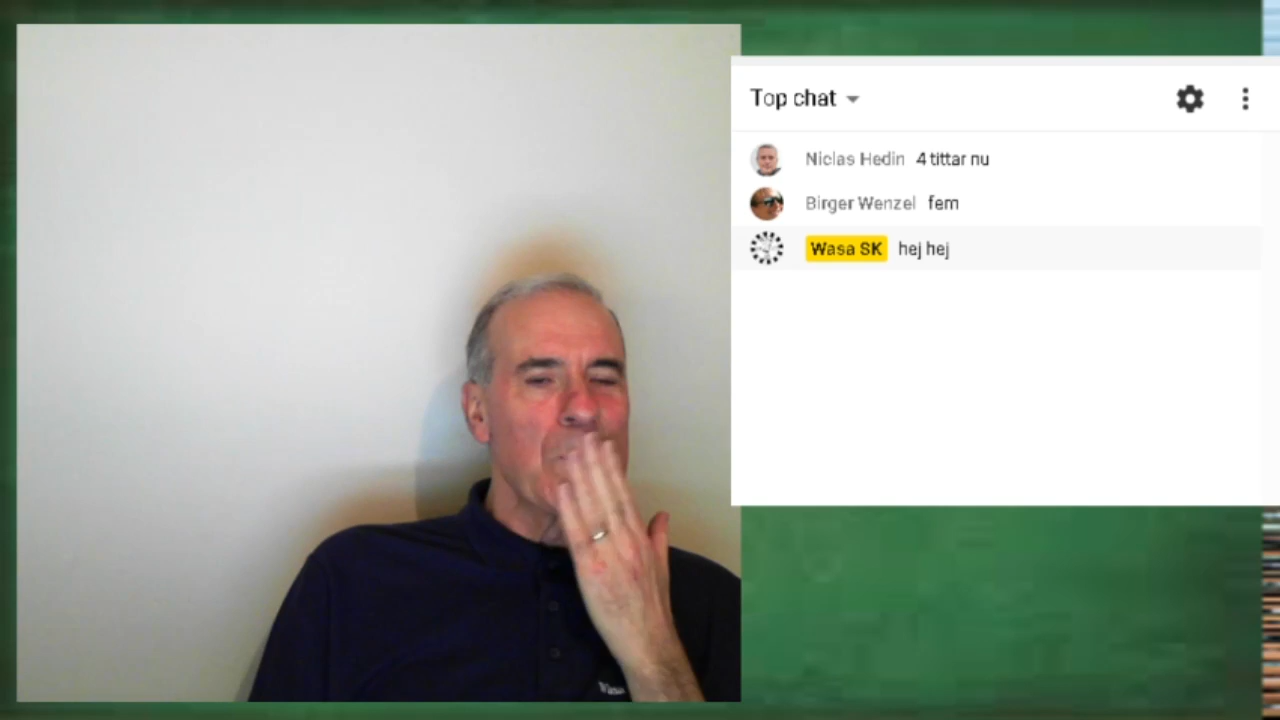 Top chat
Niclas Hedin 4 tittar nu
Birger Wenzel fem
Wasa SK hej hej